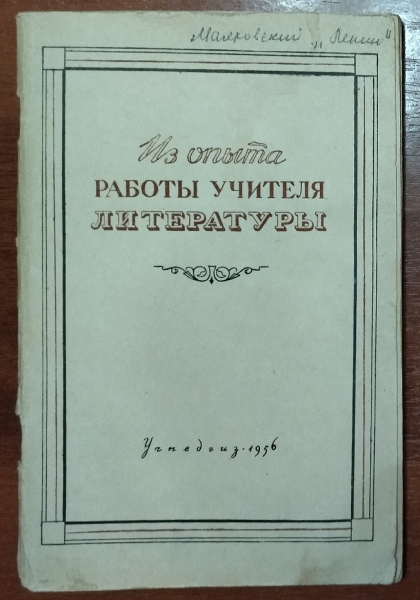 Маяковский „Ленин"
Из опыта
РАБОТЫ УЧИТЕЛЯ
ЛИТЕРАТУРЫ
Учпедгиз · 1956